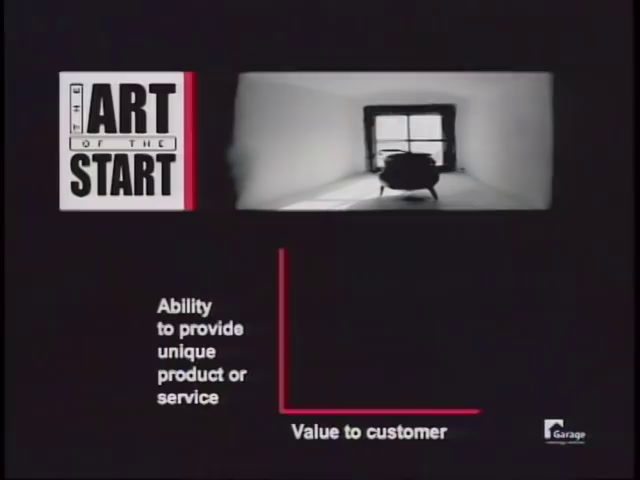 THE
ART
OF THE
START
Ability
to provide
unique
product or
service
Value to customer
Garage